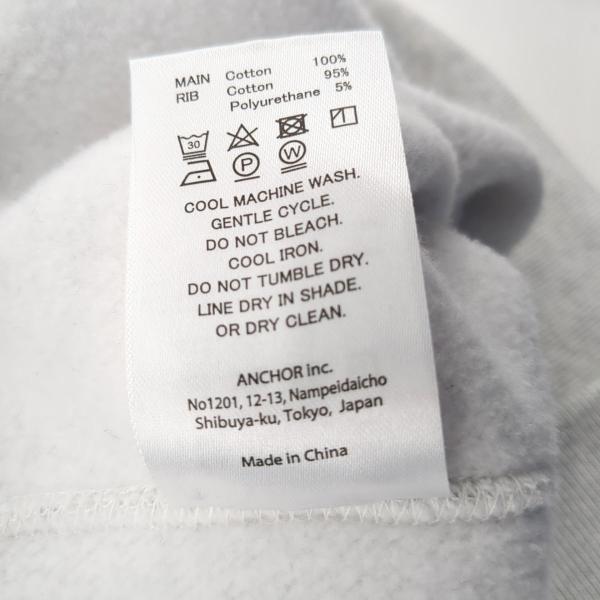 MAIN Cotton 100%
RIB Cotton 95%
Polyurethane 5%
30
P W
COOL MACHINE WASH.
GENTLE CYCLE.
DO NOT BLEACH.
COOL IRON.
DO NOT TUMBLE DRY.
LINE DRY IN SHADE.
OR DRY CLEAN.
ANCHOR inc.
No1201, 12-13, Nampeidaicho
Shibuya-ku, Tokyo, Japan
Made in China